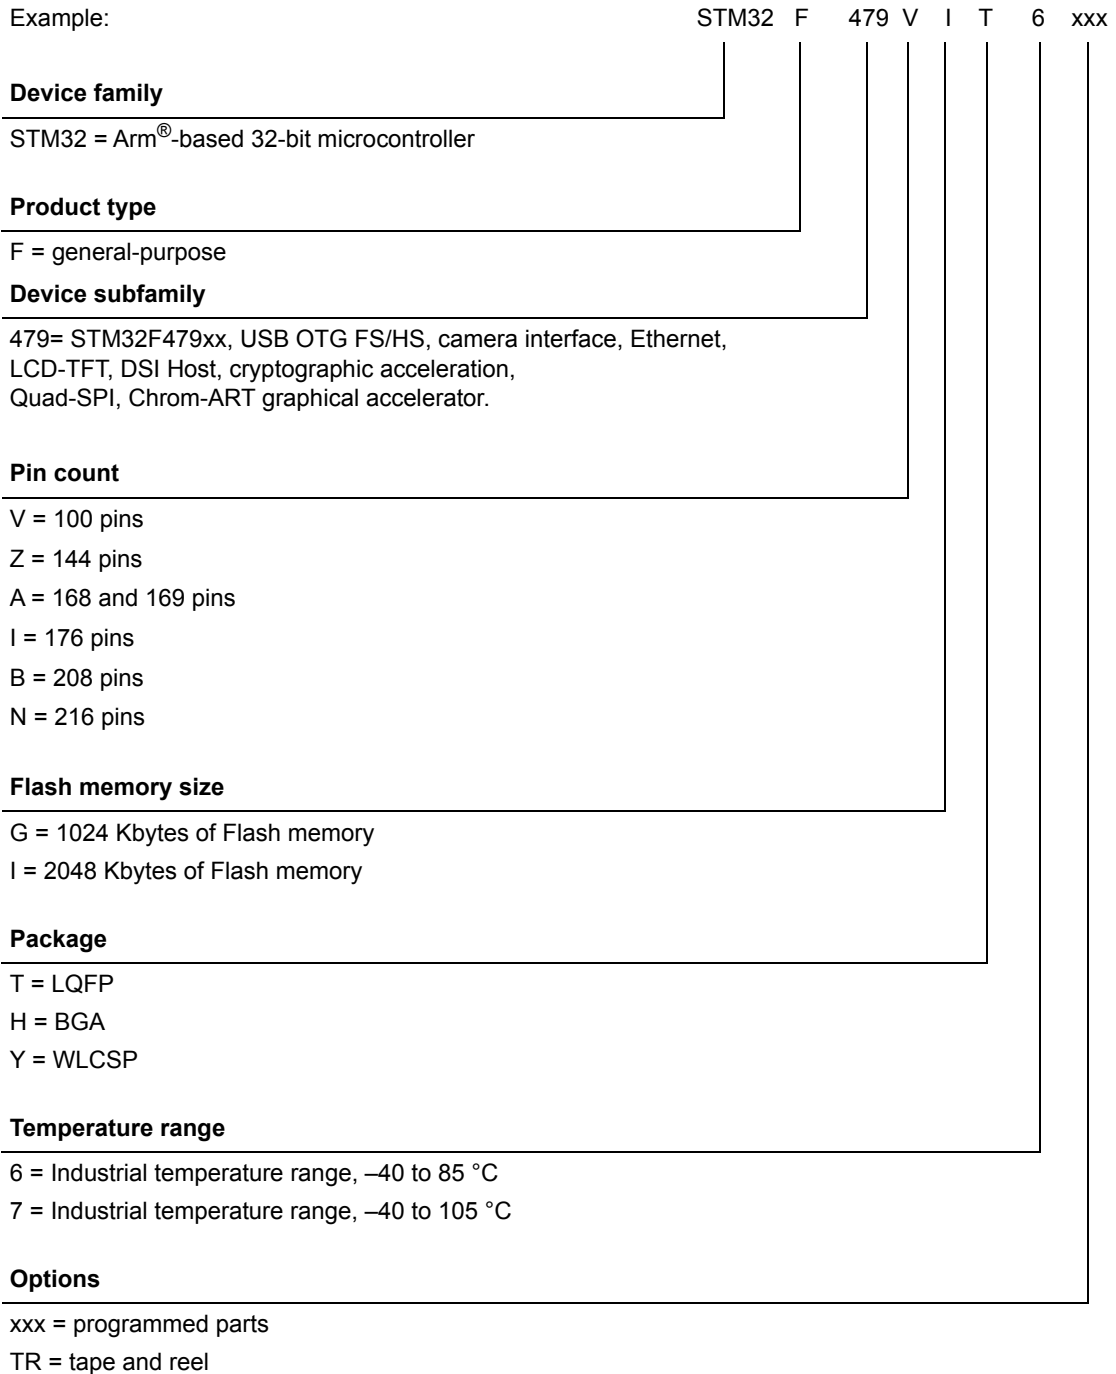 Example: STM32 F 479 V I T 6 xxx
Device family
STM32 = Arm®-based 32-bit microcontroller
Product type
F = general-purpose
Device subfamily
479= STM32F479xx, USB OTG FS/HS, camera interface, Ethernet,
LCD-TFT, DSI Host, cryptographic acceleration,
Quad-SPI, Chrom-ART graphical accelerator.
Pin count
V = 100 pins
Z = 144 pins
A = 168 and 169 pins
I = 176 pins
B = 208 pins
N = 216 pins
Flash memory size
G = 1024 Kbytes of Flash memory
I = 2048 Kbytes of Flash memory
Package
T = LQFP
H = BGA
Y = WLCSP
Temperature range
6 = Industrial temperature range, –40 to 85 °C
7 = Industrial temperature range, –40 to 105 °C
Options
xxx = programmed parts
TR = tape and reel